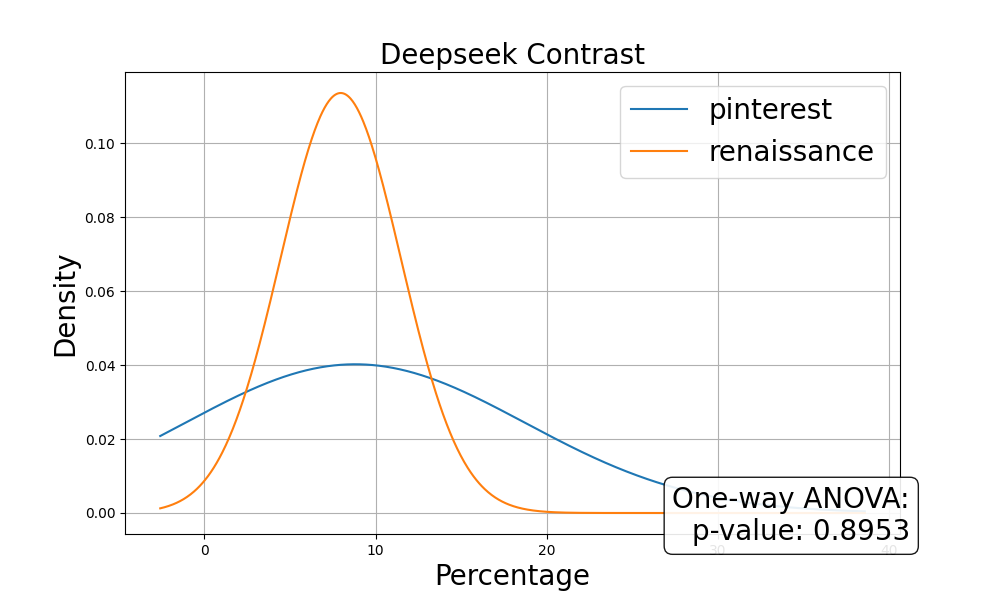 Deepseek Contrast
pinterest
renaissance
Density
0.10
0.08
0.06
0.04
0.02
0.00
One-way ANOVA:
p-value: 0.8953
0 10 20 30 40
Percentage